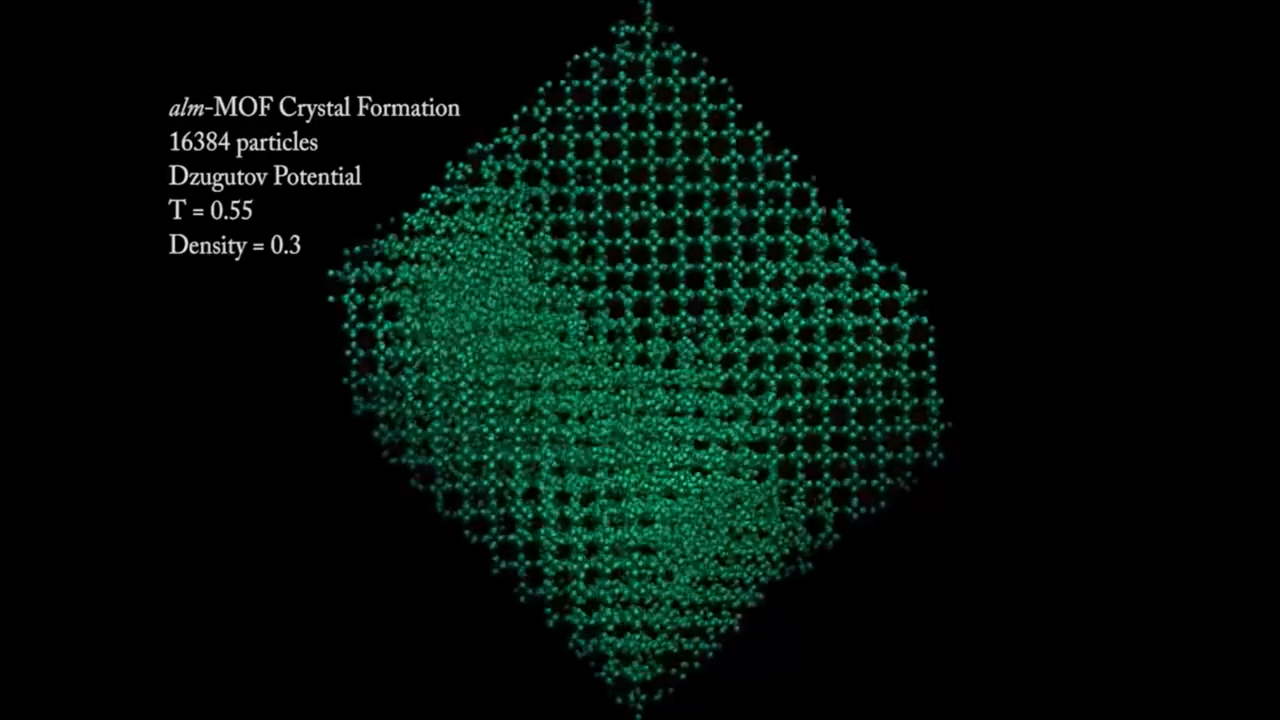 alm-MOF Crystal Formation
16384 particles
Dzugutov Potential
T = 0.55
Density = 0.3